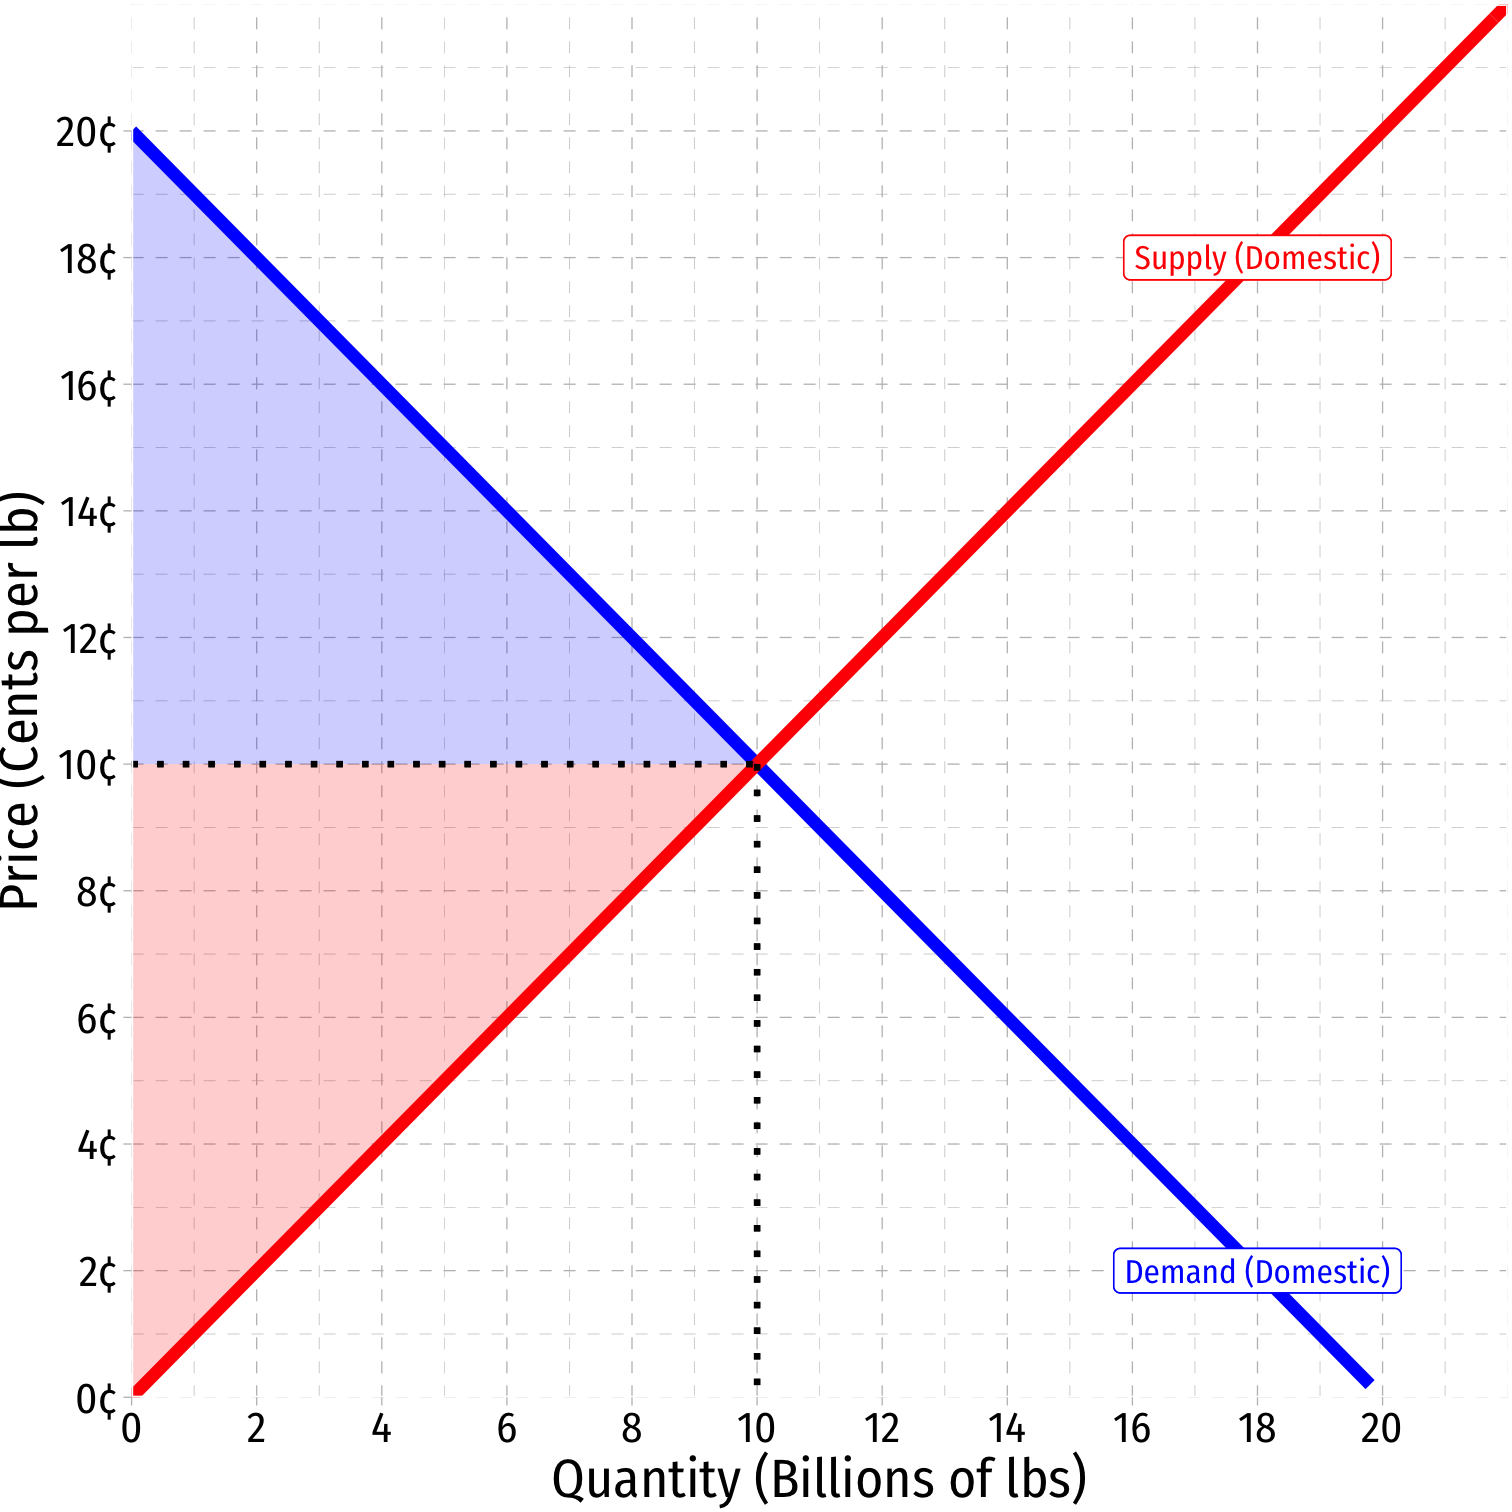 20¢
18¢
16¢
14¢
12¢
10¢
8¢
6¢
4¢
2¢
0¢
Price (Cents per lb)
Supply (Domestic)
Demand (Domestic)
0 2 4 6 8 10 12 14 16 18 20
Quantity (Billions of lbs)